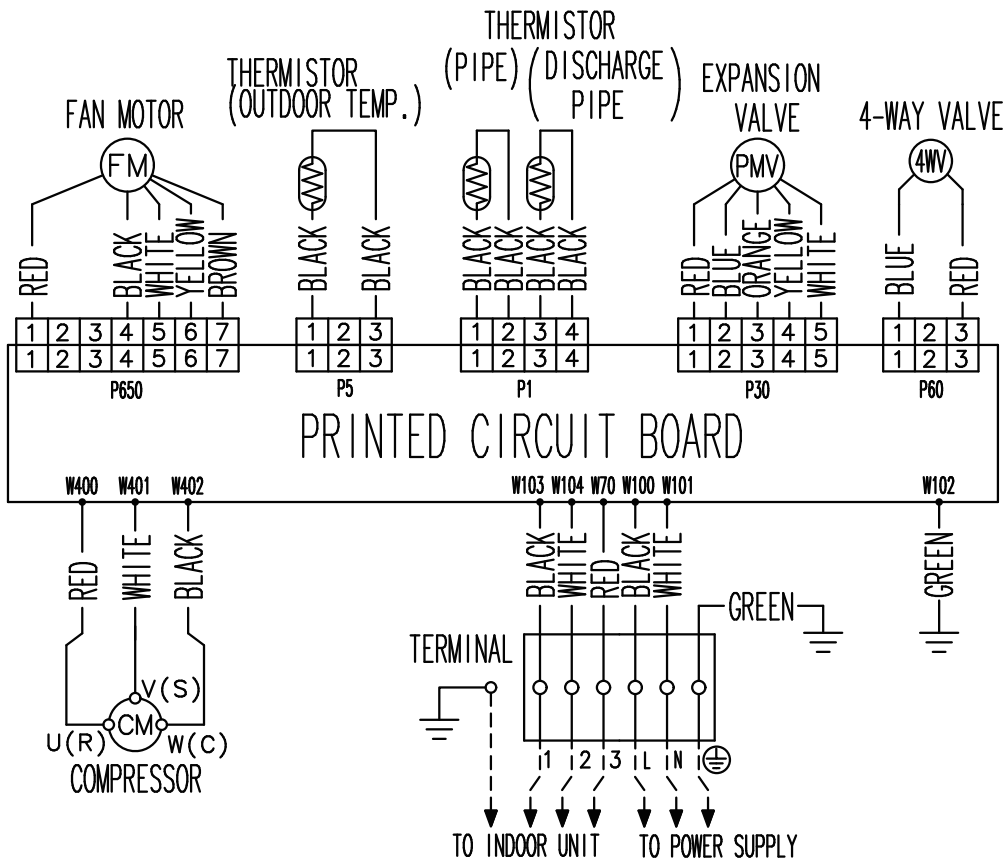 THERMISTOR
(PIPE) (DISCHARGE PIPE)
THERMISTOR
(OUTDOOR TEMP.)
EXPANSION
VALVE
FAN MOTOR
4-WAY VALVE
FM
PMV
4WV
RED BLACK WHITE YELLOW BROWN
BLACK BLACK
BLACK BLACK BLACK BLACK
RED BLUE ORANGE YELLOW WHITE
BLUE RED
1 2 3 4 5 6 7
1 2 3 4 5 6 7
P650
1 2 3
1 2 3
P5
1 2 3 4
1 2 3 4
P1
1 2 3 4 5
1 2 3 4 5
P30
1 2 3
1 2 3
P60
PRINTED CIRCUIT BOARD
W400 W401 W402
W103 W104 W70 W100 W101
W102
RED WHITE BLACK
BLACK WHITE RED BLACK WHITE
GREEN
GREEN
TERMINAL
V(S)
CM
U(R)
W(C)
COMPRESSOR
1 2 3 L N
TO INDOOR UNIT
TO POWER SUPPLY